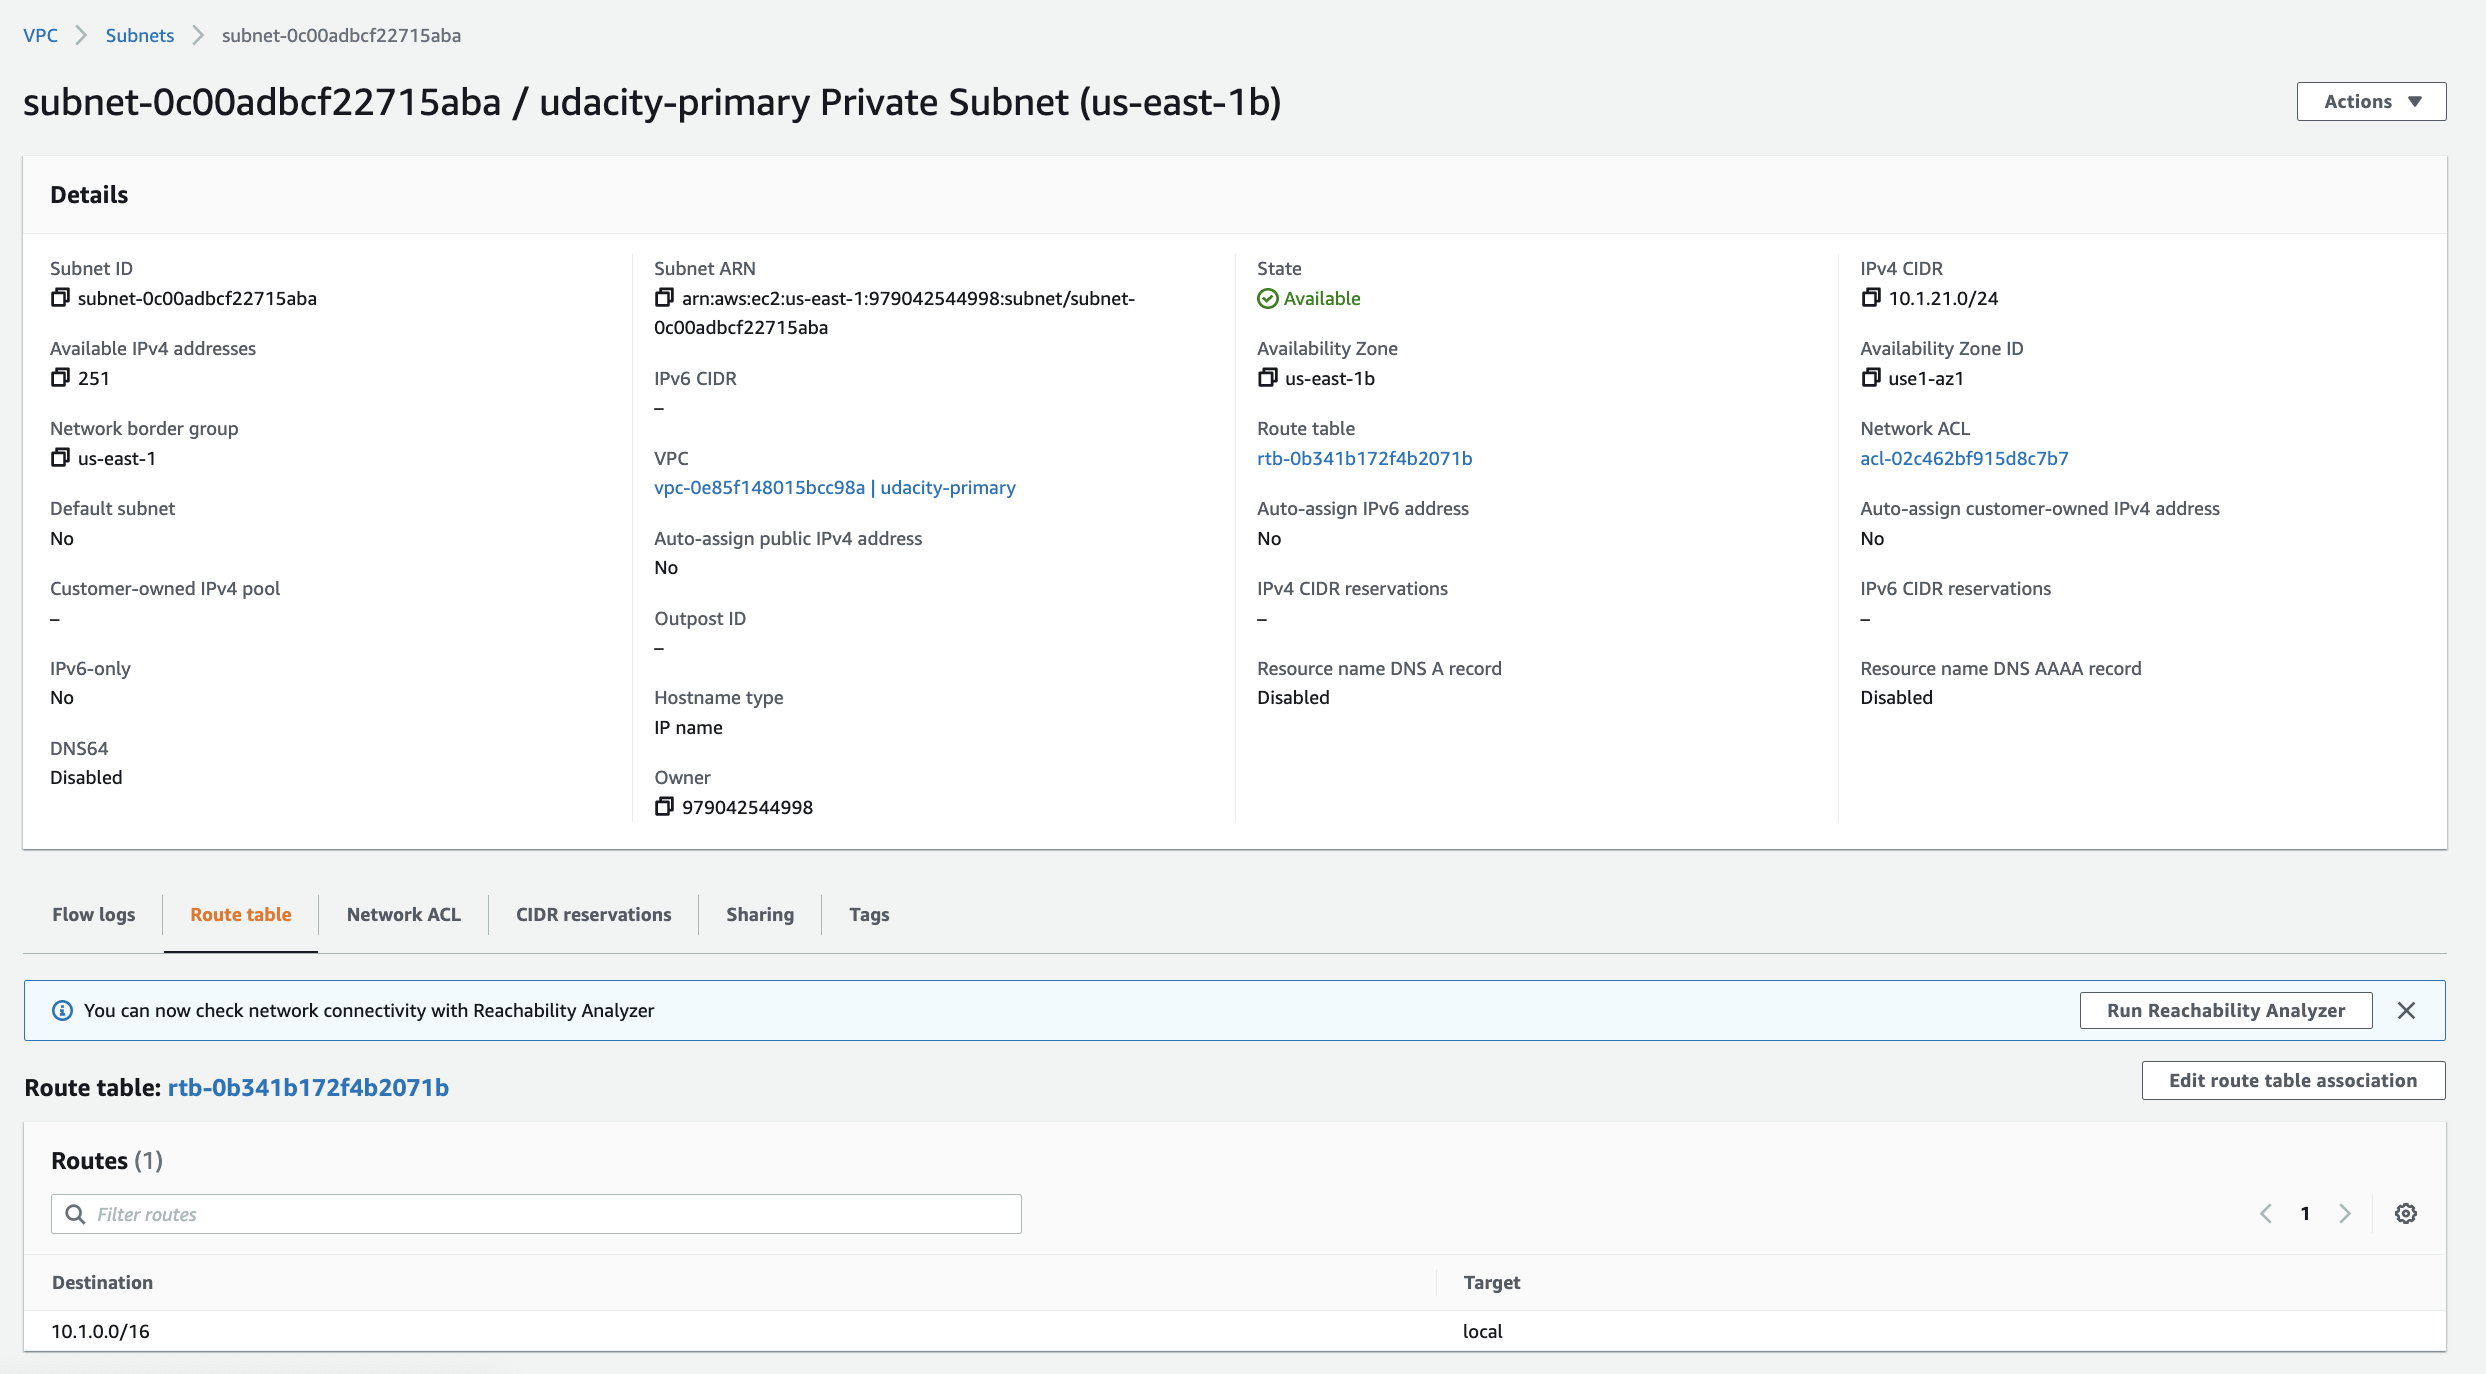 VPC > Subnets > subnet-0c00adbcf22715aba
subnet-0c00adbcf22715aba / udacity-primary Private Subnet (us-east-1b)
Actions
Details
Subnet ID
subnet-0c00adbcf22715aba
Available IPv4 addresses
251
Network border group
us-east-1
Default subnet
No
Customer-owned IPv4 pool
–
IPv6-only
No
DNS64
Disabled
Subnet ARN
arn:aws:ec2:us-east-1:979042544998:subnet/subnet-
0c00adbcf22715aba
IPv6 CIDR
–
VPC
vpc-0e85f148015bcc98a | udacity-primary
Auto-assign public IPv4 address
No
Outpost ID
–
Hostname type
IP name
Owner
979042544998
State
Available
Availability Zone
us-east-1b
Route table
rtb-0b341b172f4b2071b
Auto-assign IPv6 address
No
IPv4 CIDR reservations
–
Resource name DNS A record
Disabled
IPv4 CIDR
10.1.21.0/24
Availability Zone ID
use1-az1
Network ACL
acl-02c462bf915d8c7b7
Auto-assign customer-owned IPv4 address
No
IPv6 CIDR reservations
–
Resource name DNS AAAA record
Disabled
Flow logs Route table Network ACL CIDR reservations Sharing Tags
You can now check network connectivity with Reachability Analyzer
Run Reachability Analyzer
Route table: rtb-0b341b172f4b2071b
Edit route table association
Routes (1)
Filter routes
1
Destination Target
10.1.0.0/16 local